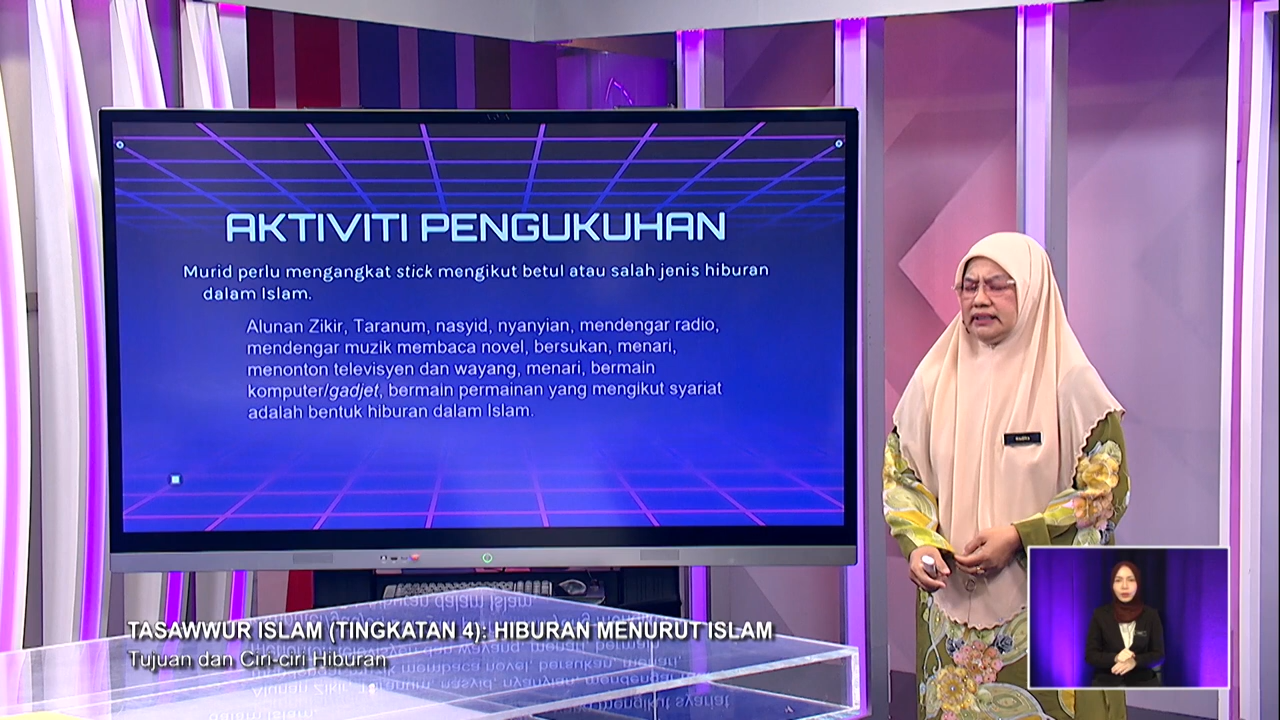 AKTIVITI PENGUKUHAN
Murid perlu mengangkat stick mengikut betul atau salah jenis hiburan
dalam Islam.
Alunan Zikir, Taranum, nasyid, nyanyian, mendengar radio,
mendengar muzik membaca novel, bersukan, menari,
menonton televisyen dan wayang, menari, bermain
komputer/gadjet, bermain permainan yang mengikut syariat
adalah bentuk hiburan dalam Islam.
TASAWWUR ISLAM (TINGKATAN 4): HIBURAN MENURUT ISLAM
Tujuan dan Ciri-ciri Hiburan